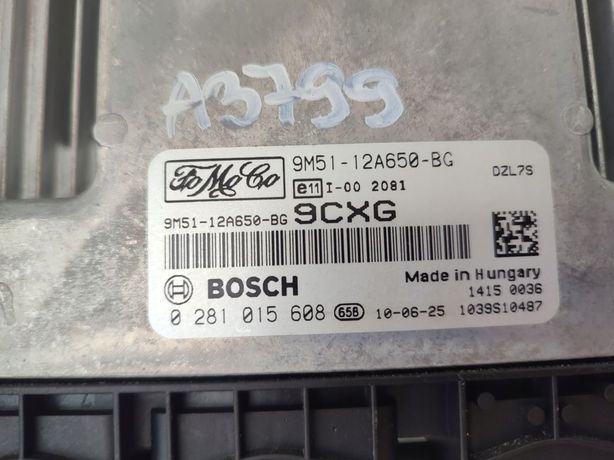 A3799
FoMoCo
9M51-12A650-BG
DZL7S
e11 I-00 2081
9M51-12A650-BG 9CXG
BOSCH
Made in Hungary
1415 0036
0 281 015 608 65B 10-06-25 1039S10487